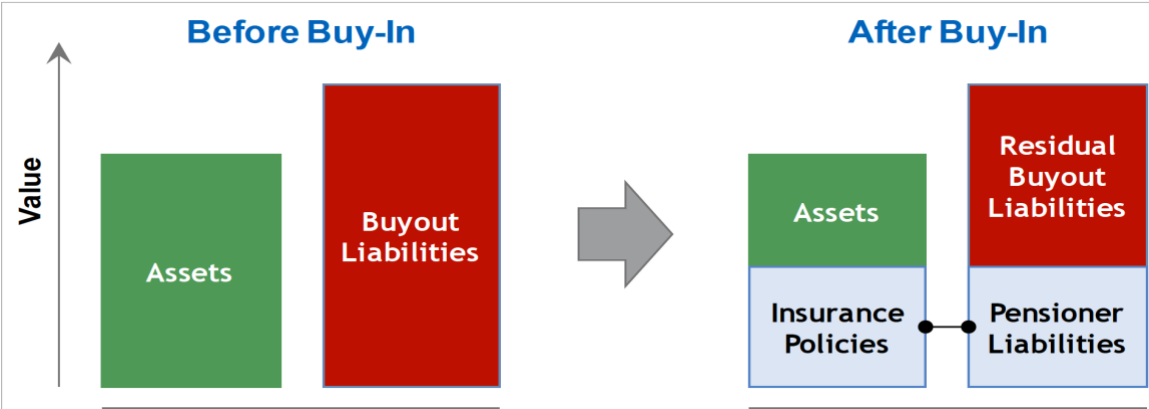 Before Buy-In
After Buy-In
Value
Assets
Buyout
Liabilities
Assets
Insurance
Policies
Residual
Buyout
Liabilities
Pensioner
Liabilities